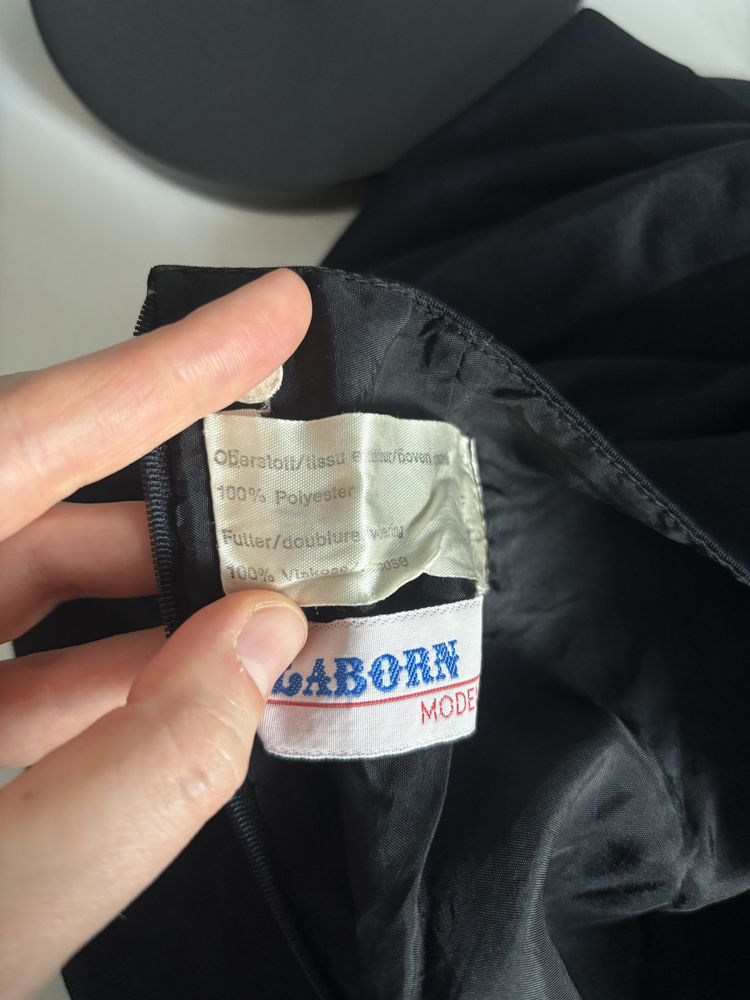 Oberstoff/tissu
100% Polyester
Futter/doublure
100% Viskose
LABORN
MODE